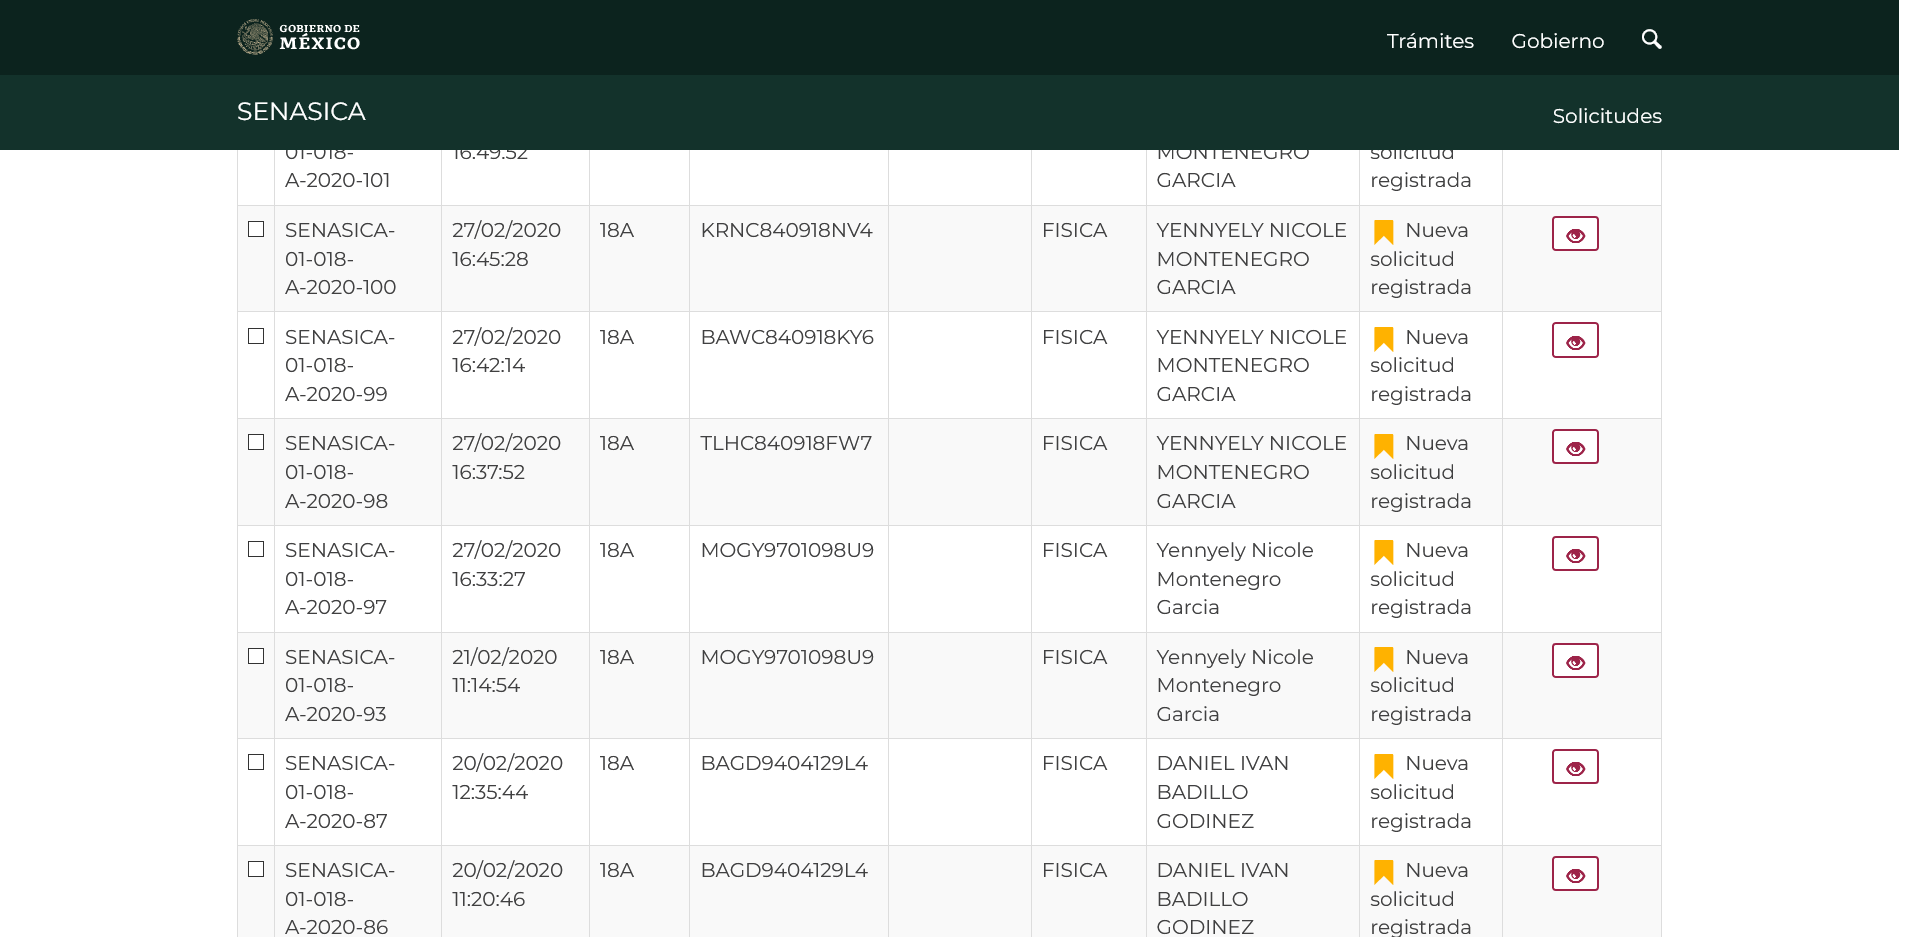 GOBIERNO DE
MÉXICO
Trámites Gobierno
SENASICA
Solicitudes
01-018- 16:49:52 MONTENEGRO solicitud
A-2020-101 GARCIA registrada
SENASICA- 27/02/2020 18A KRNC840918NV4 FISICA YENNYELY NICOLE Nueva
01-018- 16:45:28 MONTENEGRO solicitud
A-2020-100 GARCIA registrada
SENASICA- 27/02/2020 18A BAWC840918KY6 FISICA YENNYELY NICOLE Nueva
01-018- 16:42:14 MONTENEGRO solicitud
A-2020-99 GARCIA registrada
SENASICA- 27/02/2020 18A TLHC840918FW7 FISICA YENNYELY NICOLE Nueva
01-018- 16:37:52 MONTENEGRO solicitud
A-2020-98 GARCIA registrada
SENASICA- 27/02/2020 18A MOGY9701098U9 FISICA Yennyely Nicole Nueva
01-018- 16:33:27 Montenegro solicitud
A-2020-97 Garcia registrada
SENASICA- 21/02/2020 18A MOGY9701098U9 FISICA Yennyely Nicole Nueva
01-018- 11:14:54 Montenegro solicitud
A-2020-93 Garcia registrada
SENASICA- 20/02/2020 18A BAGD9404129L4 FISICA DANIEL IVAN Nueva
01-018- 12:35:44 BADILLO solicitud
A-2020-87 GODINEZ registrada
SENASICA- 20/02/2020 18A BAGD9404129L4 FISICA DANIEL IVAN Nueva
01-018- 11:20:46 BADILLO solicitud
A-2020-86 GODINEZ registrada